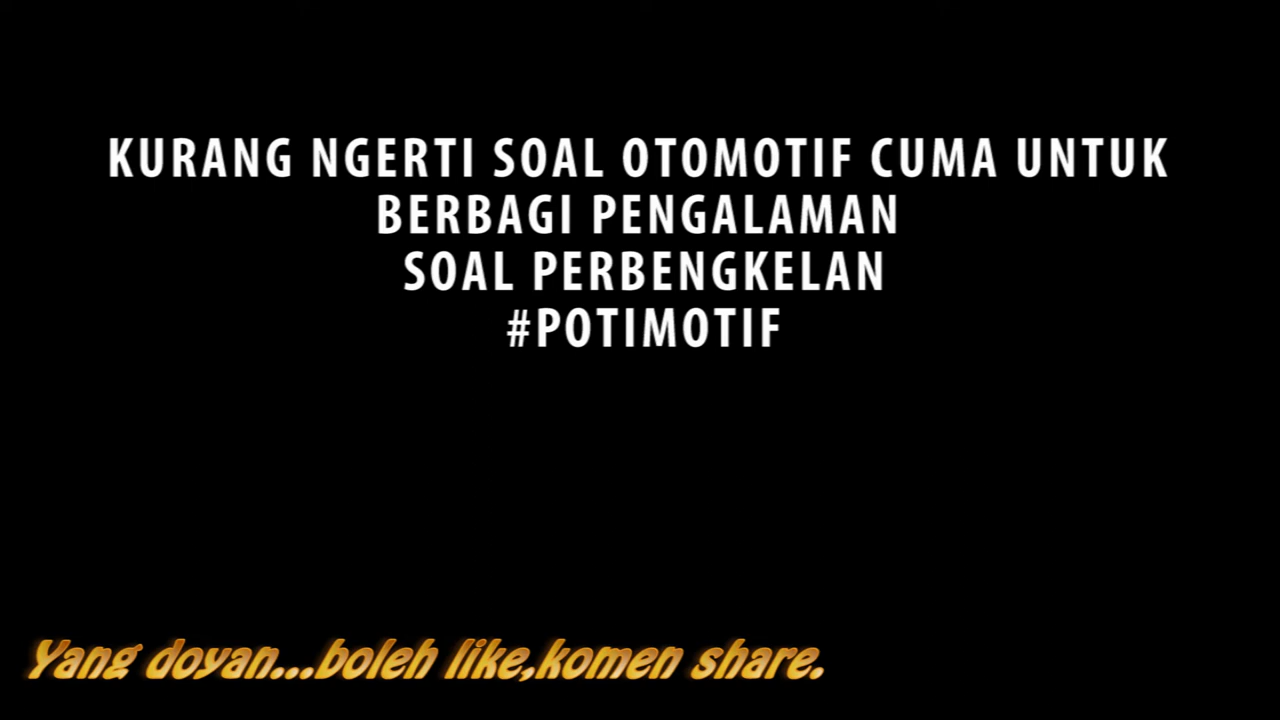 KURANG NGERTI SOAL OTOMOTIF CUMA UNTUK
BERBAGI PENGALAMAN
SOAL PERBENGKELAN
#POTIMOTIF
Yang doyan...boleh like,komen share.